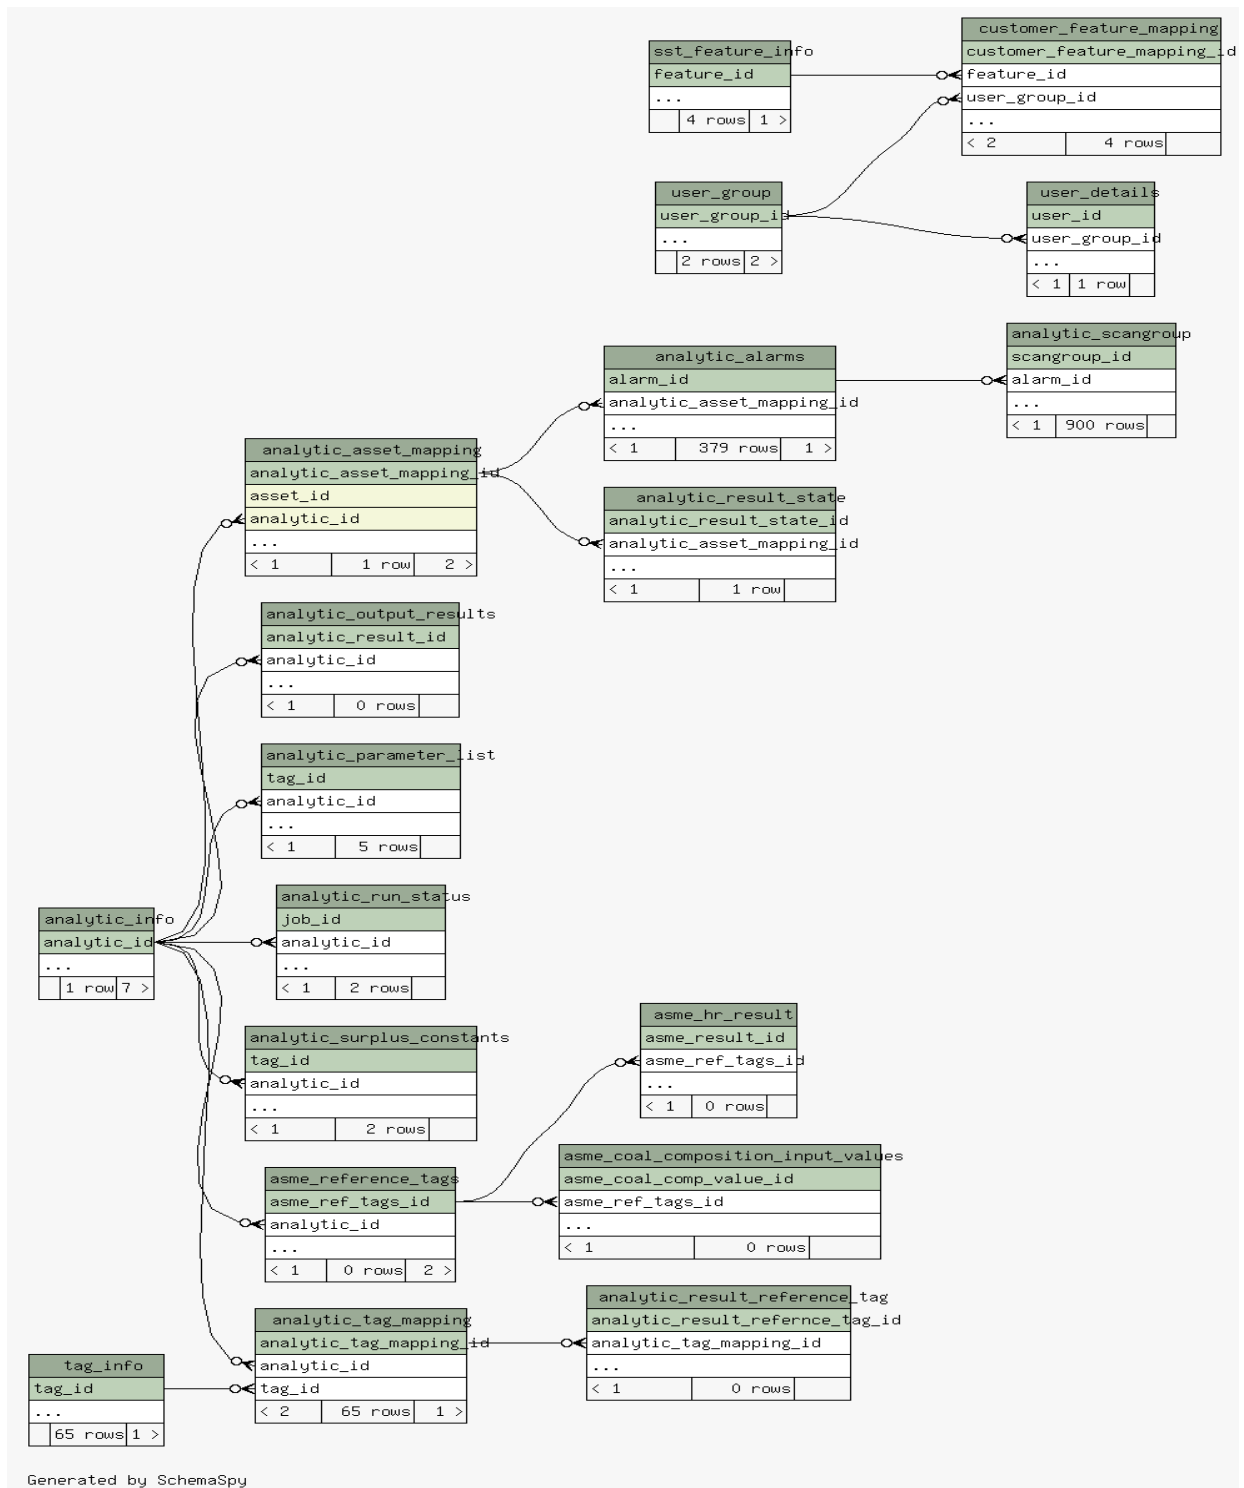 customer_feature_mapping
customer_feature_mapping_id
feature_id
user_group_id
...
< 2 4 rows
sst_feature_info
feature_id
...
4 rows 1 >
user_group
user_group_id
...
2 rows 2 >
user_details
user_id
user_group_id
...
< 1 1 row
analytic_scangroup
scangroup_id
alarm_id
...
< 1 900 rows
analytic_alarms
alarm_id
analytic_asset_mapping_id
...
< 1 379 rows 1 >
analytic_asset_mapping
analytic_asset_mapping_id
asset_id
analytic_id
...
< 1 1 row 2 >
analytic_result_state
analytic_result_state_id
analytic_asset_mapping_id
...
< 1 1 row
analytic_output_results
analytic_result_id
analytic_id
...
< 1 0 rows
analytic_parameter_list
tag_id
analytic_id
...
< 1 5 rows
analytic_run_status
job_id
analytic_id
...
< 1 2 rows
analytic_info
analytic_id
...
1 row 7 >
analytic_surplus_constants
tag_id
analytic_id
...
< 1 2 rows
asme_hr_result
asme_result_id
asme_ref_tags_id
...
< 1 0 rows
asme_reference_tags
asme_ref_tags_id
analytic_id
...
< 1 0 rows 2 >
asme_coal_composition_input_values
asme_coal_comp_value_id
asme_ref_tags_id
...
< 1 0 rows
analytic_tag_mapping
analytic_tag_mapping_id
analytic_id
tag_id
< 2 65 rows 1 >
analytic_result_reference_tag
analytic_result_refernce_tag_id
analytic_tag_mapping_id
...
< 1 0 rows
tag_info
tag_id
...
65 rows 1 >
Generated by SchemaSpy